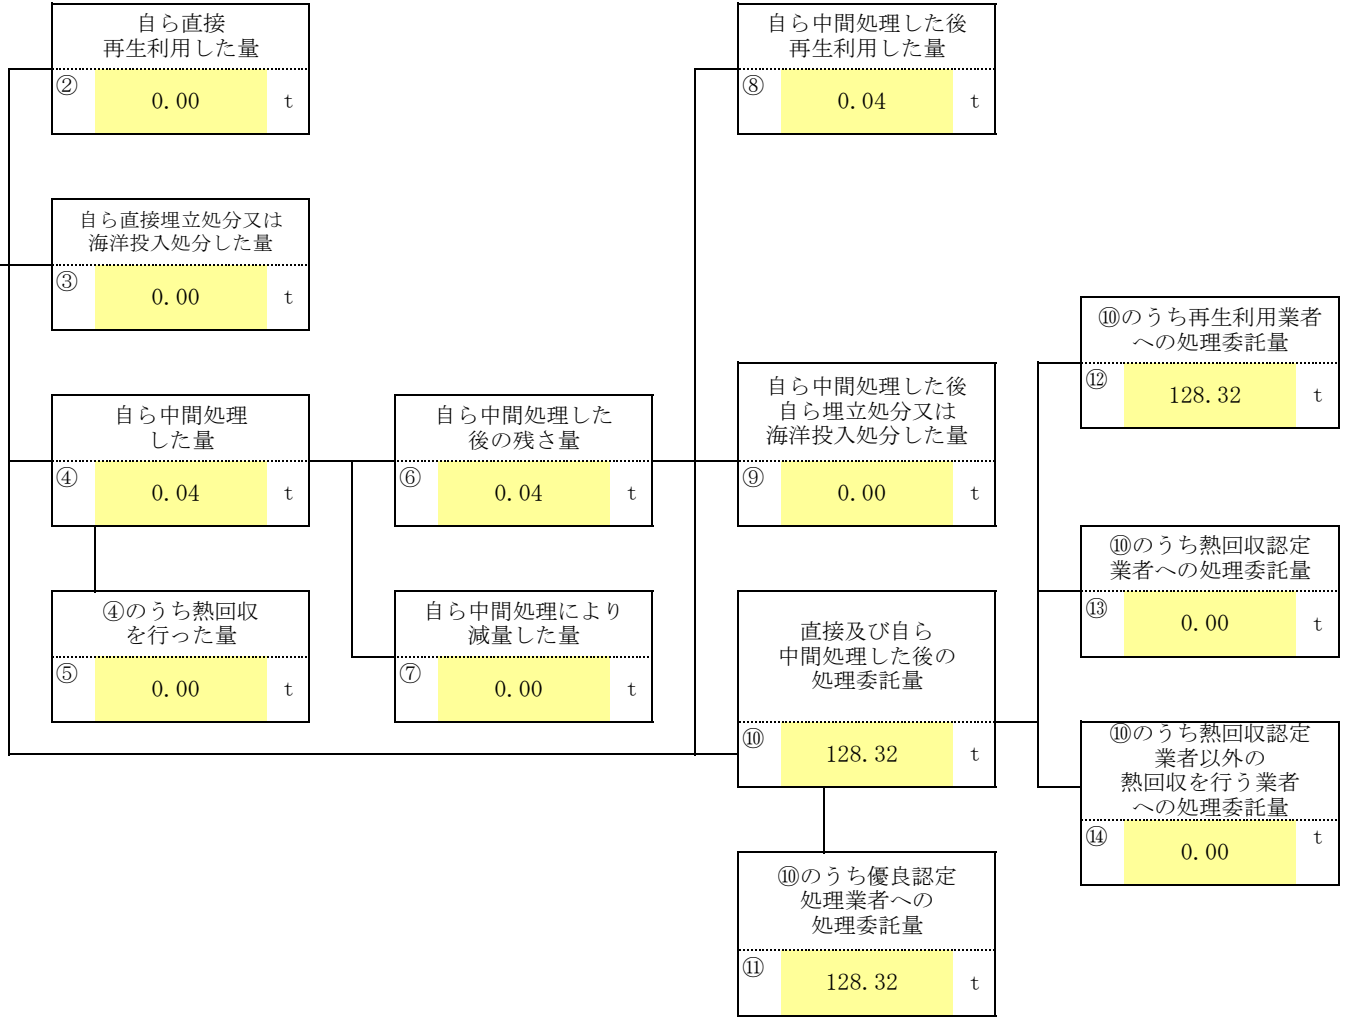 自ら直接
再生利用した量
② 0.00 t
自ら直接埋立処分又は
海洋投入処分した量
③ 0.00 t
自ら中間処理
した量
④ 0.04 t
④のうち熱回収
を行った量
⑤ 0.00 t
自ら中間処理した
後の残さ量
⑥ 0.04 t
自ら中間処理により
減量した量
⑦ 0.00 t
自ら中間処理した後
再生利用した量
⑧ 0.04 t
自ら中間処理した後
自ら埋立処分又は
海洋投入処分した量
⑨ 0.00 t
直接及び自ら
中間処理した後の
処理委託量
⑩ 128.32 t
⑩のうち優良認定
処理業者への
処理委託量
⑪ 128.32 t
⑩のうち再生利用業者
への処理委託量
⑫ 128.32 t
⑩のうち熱回収認定
業者への処理委託量
⑬ 0.00 t
⑩のうち熱回収認定
業者以外の
熱回収を行う業者
への処理委託量
⑭ 0.00 t